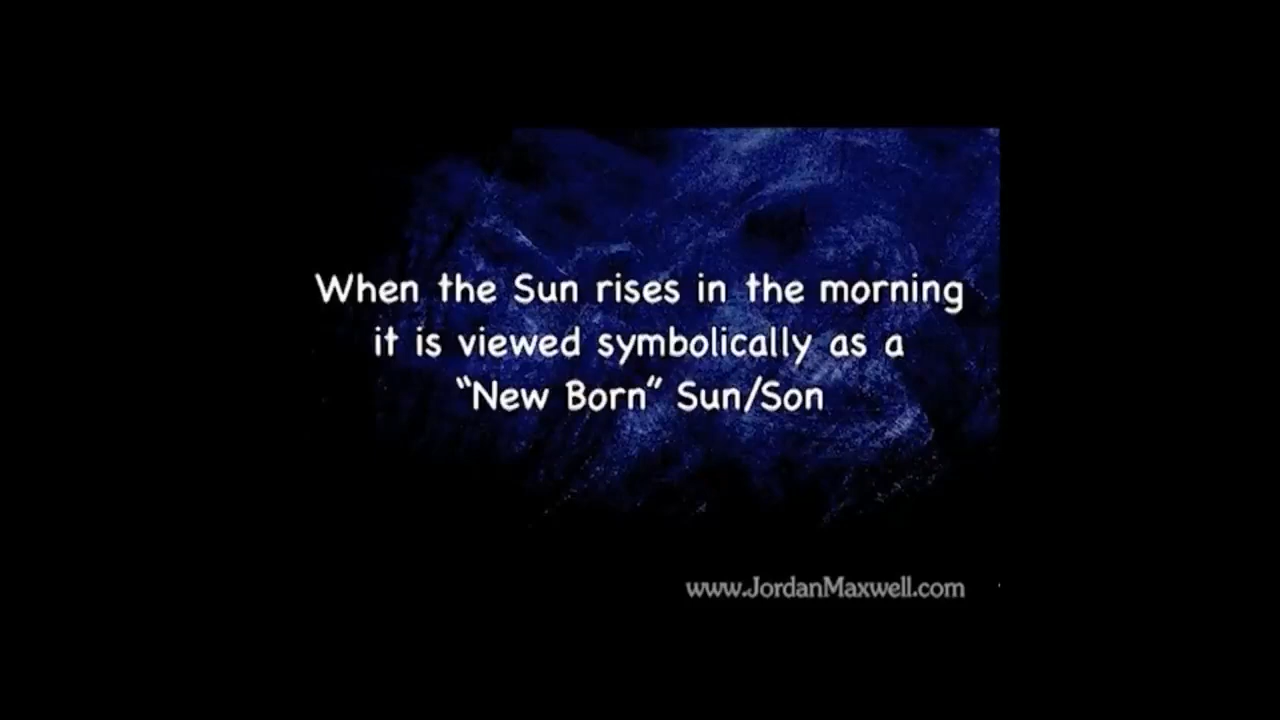 When the Sun rises in the morning
it is viewed symbolically as a
“New Born” Sun/Son
www.JordanMaxwell.com